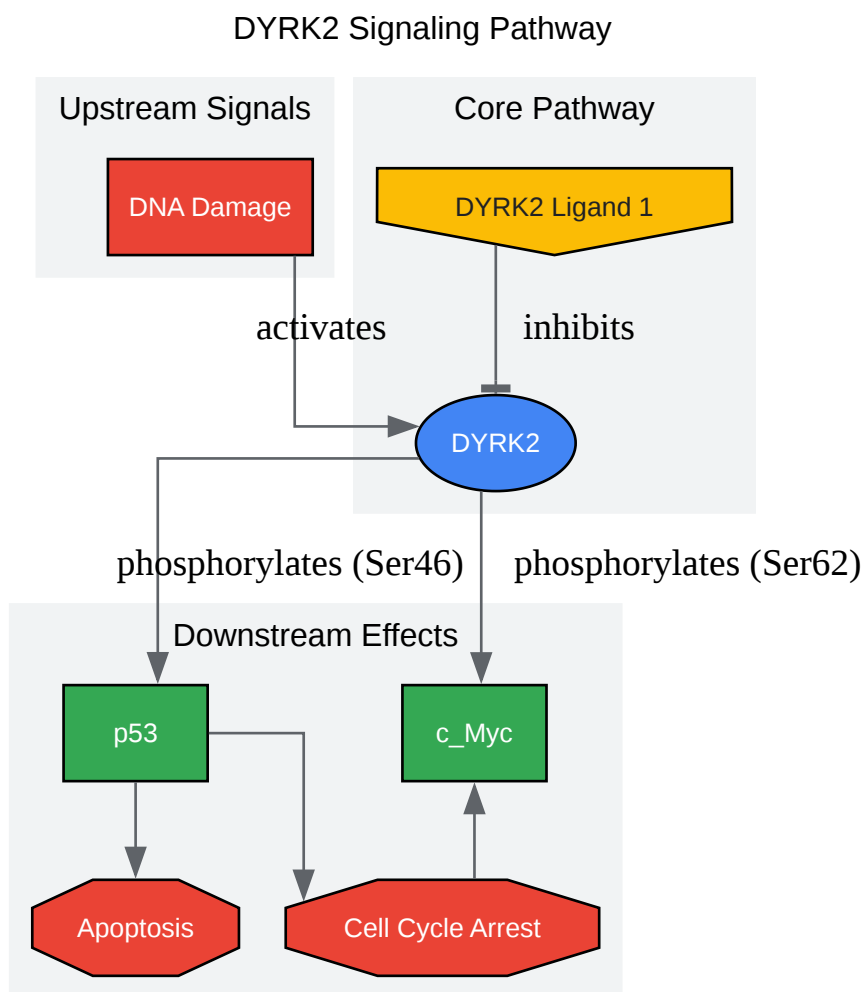 DYRK2 Signaling Pathway
Upstream Signals
Core Pathway
DNA Damage
DYRK2 Ligand 1
activates
inhibits
DYRK2
phosphorylates (Ser46)
phosphorylates (Ser62)
Downstream Effects
p53
c_Myc
Apoptosis
Cell Cycle Arrest